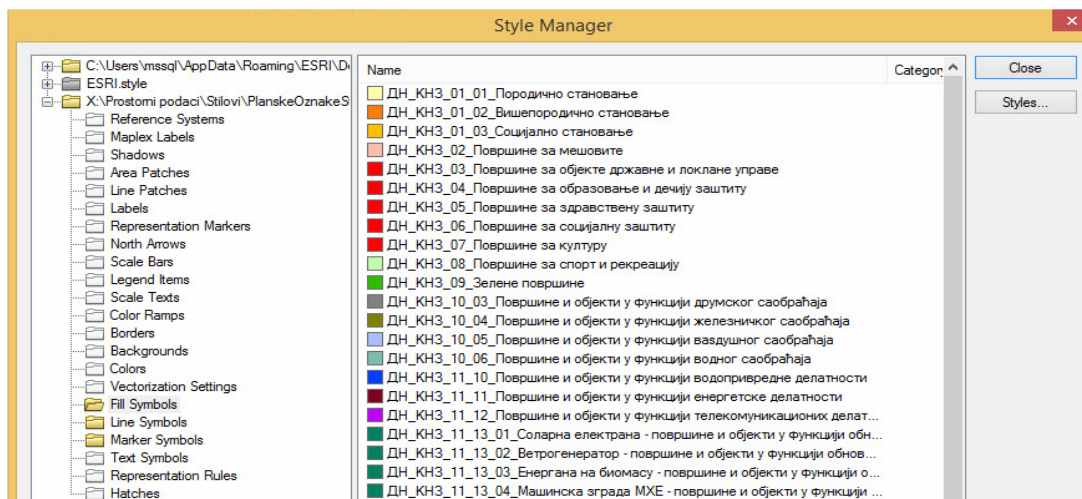 Style Manager
C:\Users\mssql\AppData\Roaming\ESRI\D
ESRI.style
X:\Prostorni podaci\Stilovi\PlanskeOznakeS
Reference Systems
Maplex Labels
Shadows
Area Patches
Line Patches
Labels
Representation Markers
North Arrows
Scale Bars
Legend Items
Scale Texts
Color Ramps
Borders
Backgrounds
Colors
Vectorization Settings
Fill Symbols
Line Symbols
Marker Symbols
Text Symbols
Representation Rules
Hatches
Name Category
ДН_КНЗ_01_01_Породично становање
ДН_КНЗ_01_02_Вишепородично становање
ДН_КНЗ_01_03_Социјално становање
ДН_КНЗ_02_Површине за мешовите
ДН_КНЗ_03_Површине за објекте државне и локлане управе
ДН_КНЗ_04_Површине за образовање и дечију заштиту
ДН_КНЗ_05_Површине за здравствену заштиту
ДН_КНЗ_06_Површине за социјалну заштиту
ДН_КНЗ_07_Површине за културу
ДН_КНЗ_08_Површине за спорт и рекреацију
ДН_КНЗ_09_Зелене површине
ДН_КНЗ_10_03_Површине и објекти у функцији друмског саобраћаја
ДН_КНЗ_10_04_Површине и објекти у функцији железничког саобраћаја
ДН_КНЗ_10_05_Површине и објекти у функцији ваздушног саобраћаја
ДН_КНЗ_10_06_Површине и објекти у функцији водног саобраћаја
ДН_КНЗ_11_10_Површине и објекти у функцији водопривредне делатности
ДН_КНЗ_11_11_Површине и објекти у функцији енергетске делатности
ДН_КНЗ_11_12_Површине и објекти у функцији телекомуникационих делат...
ДН_КНЗ_11_13_01_Соларна електрана - површине и објекти у функцији обн...
ДН_КНЗ_11_13_02_Ветрогенератор - површине и објекти у функцији обнов...
ДН_КНЗ_11_13_03_Енергана на биомасу - површине и објекти у функцији о...
ДН_КНЗ_11_13_04_Машинска зграда МХЕ - површине и објекти у функцији ...
Close
Styles...